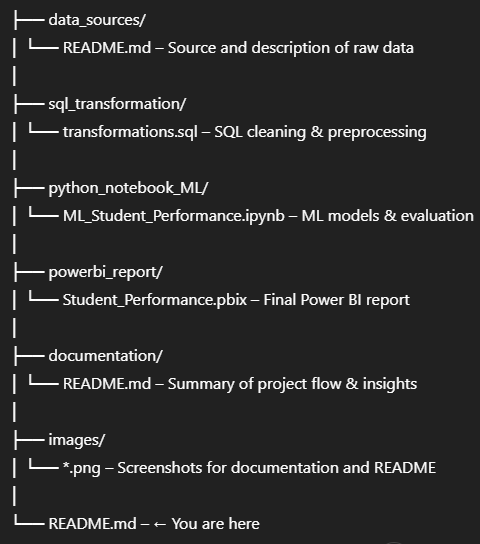 ├── data_sources/
│ └── README.md – Source and description of raw data
│
├── sql_transformation/
│ └── transformations.sql – SQL cleaning & preprocessing
│
├── python_notebook_ML/
│ └── ML_Student_Performance.ipynb – ML models & evaluation
│
├── powerbi_report/
│ └── Student_Performance.pbix – Final Power BI report
│
├── documentation/
│ └── README.md – Summary of project flow & insights
│
├── images/
│ └── *.png – Screenshots for documentation and README
│
└── README.md – ← You are here